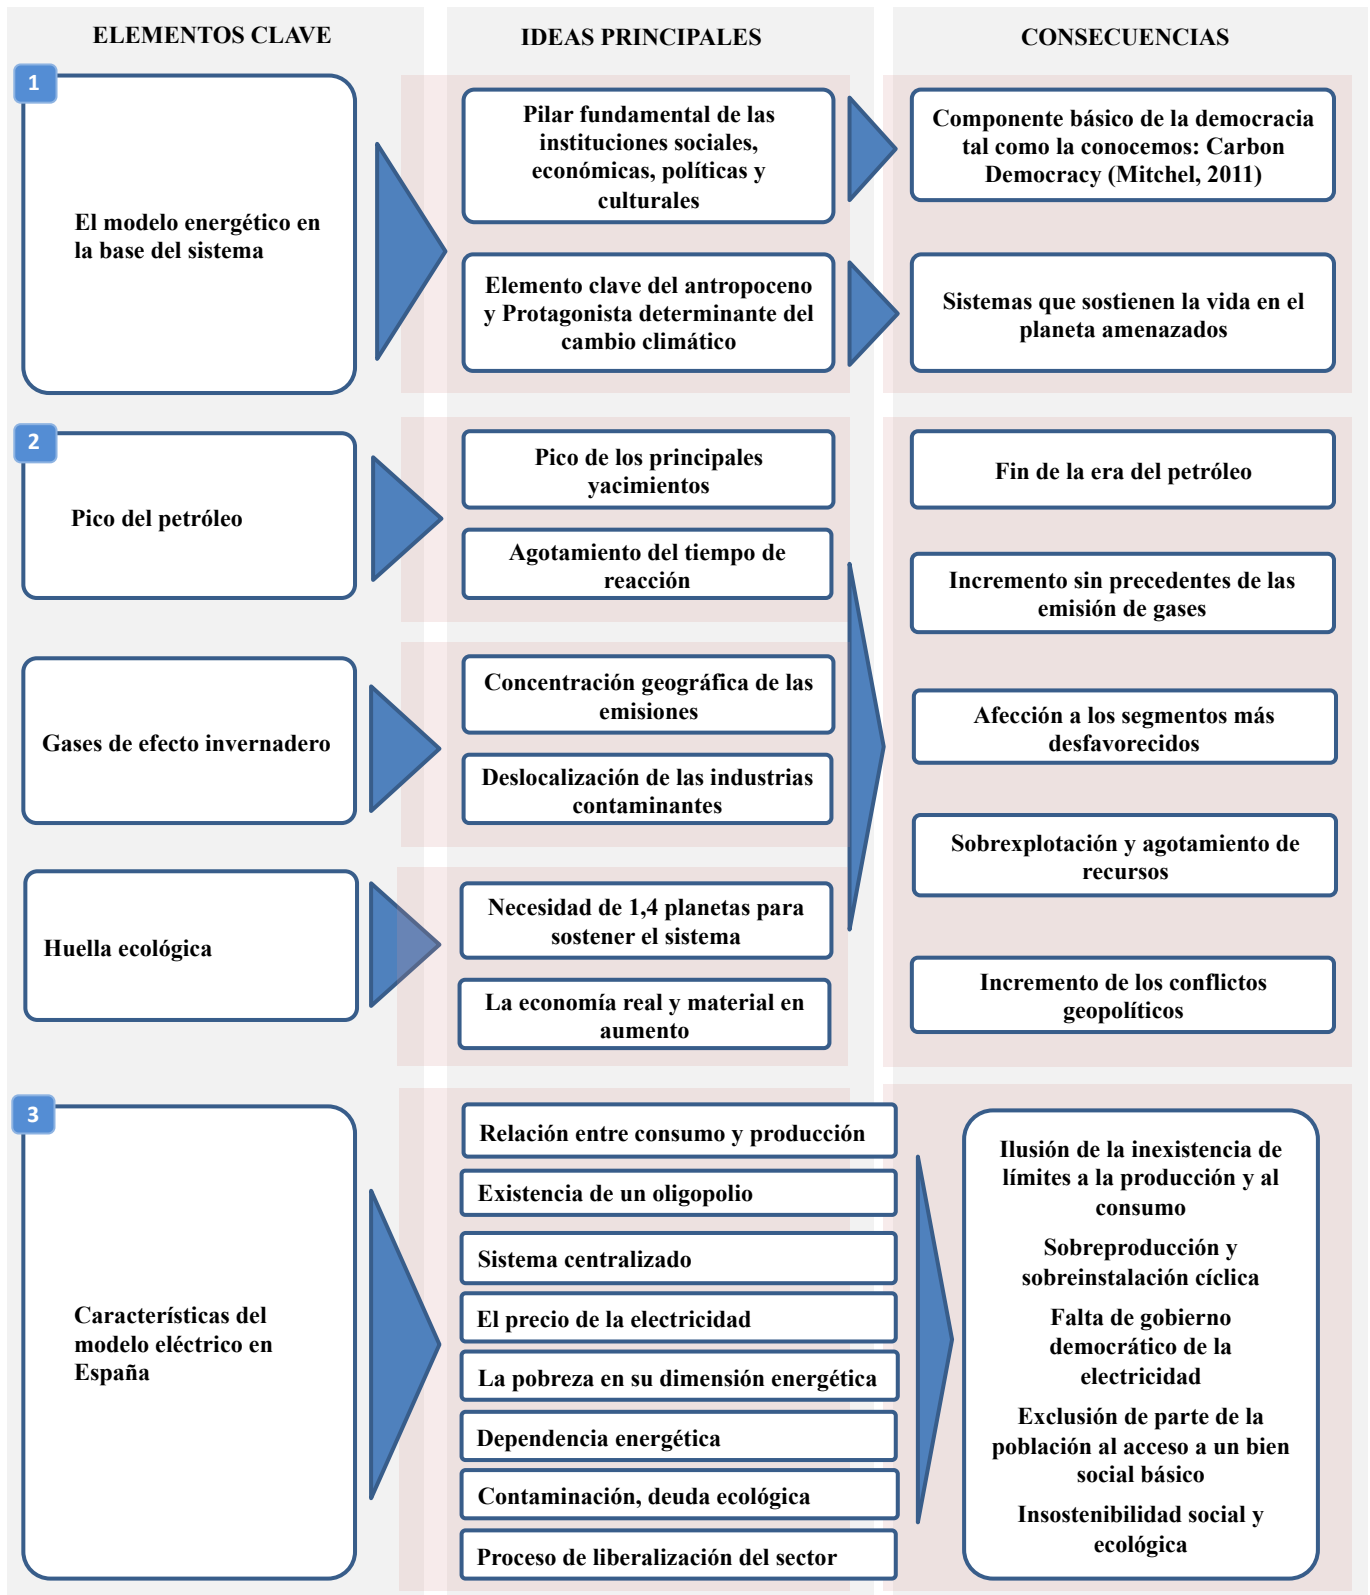 ELEMENTOS CLAVE
IDEAS PRINCIPALES
CONSECUENCIAS
1
El modelo energético en
la base del sistema
Pilar fundamental de las
instituciones sociales,
económicas, políticas y
culturales
Componente básico de la democracia
tal como la conocemos: Carbon
Democracy (Mitchel, 2011)
Elemento clave del antropoceno
y Protagonista determinante del
cambio climático
Sistemas que sostienen la vida en el
planeta amenazados
2
Pico del petróleo
Pico de los principales
yacimientos
Agotamiento del tiempo de
reacción
Fin de la era del petróleo
Incremento sin precedentes de las
emisión de gases
Gases de efecto invernadero
Concentración geográfica de las
emisiones
Deslocalización de las industrias
contaminantes
Afección a los segmentos más
desfavorecidos
Sobrexplotación y agotamiento de
recursos
Huella ecológica
Necesidad de 1,4 planetas para
sostener el sistema
La economía real y material en
aumento
Incremento de los conflictos
geopolíticos
3
Características del
modelo eléctrico en
España
Relación entre consumo y producción
Existencia de un oligopolio
Sistema centralizado
El precio de la electricidad
La pobreza en su dimensión energética
Dependencia energética
Contaminación, deuda ecológica
Proceso de liberalización del sector
Ilusión de la inexistencia de
límites a la producción y al
consumo
Sobreproducción y
sobreinstalación cíclica
Falta de gobierno
democrático de la
electricidad
Exclusión de parte de la
población al acceso a un bien
social básico
Insostenibilidad social y
ecológica